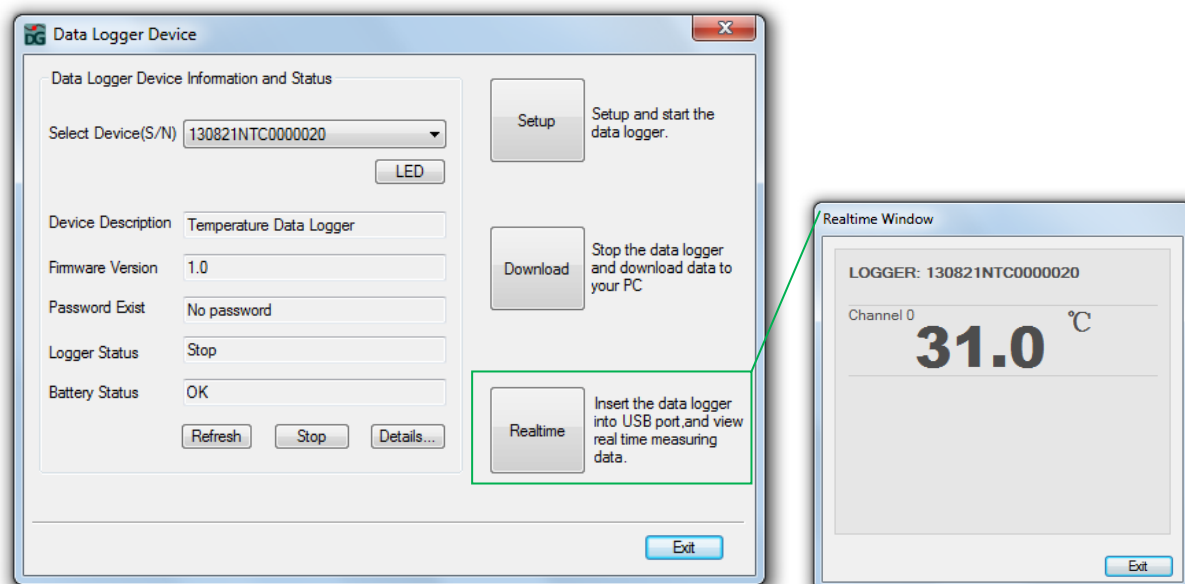 DG Data Logger Device
Data Logger Device Information and Status
Select Device(S/N) 130821NTC0000020
LED
Device Description Temperature Data Logger
Firmware Version 1.0
Password Exist No password
Logger Status Stop
Battery Status OK
Refresh Stop Details...
Setup
Setup and start the
data logger.
Download
Stop the data logger
and download data to
your PC
Realtime
Insert the data logger
into USB port,and view
real time measuring
data.
Exit
Realtime Window
LOGGER: 130821NTC0000020
Channel 0
31.0 ℃
Exit